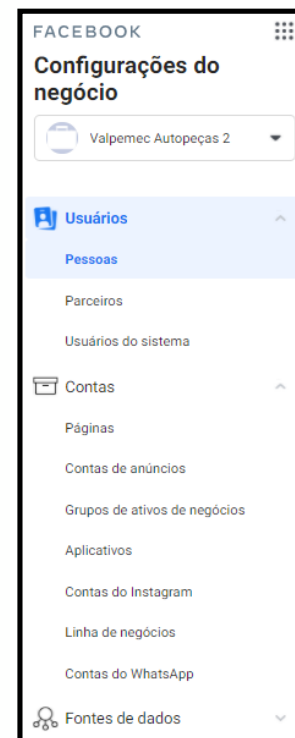 FACEBOOK
Configurações do
negócio
Valpemec Autopeças 2
Usuários
Pessoas
Parceiros
Usuários do sistema
Contas
Páginas
Contas de anúncios
Grupos de ativos de negócios
Aplicativos
Contas do Instagram
Linha de negócios
Contas do WhatsApp
Fontes de dados